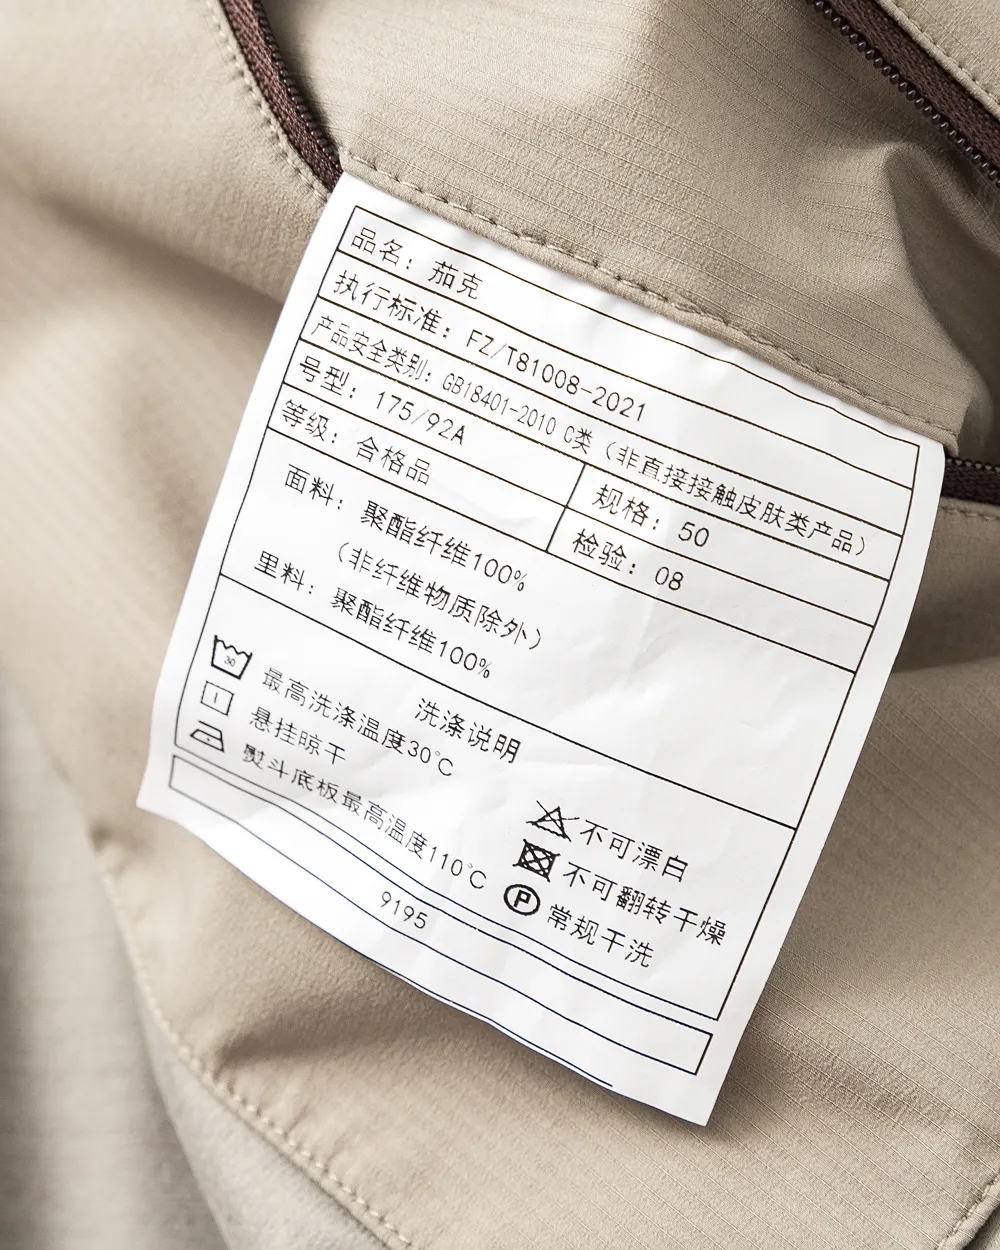 品名：茄克
执行标准：FZ/T81008-2021
产品安全类别：GB18401-2010 C类（非直接接触皮肤类产品）
号型：175/92A
规格：50
等级：合格品
检验：08
面料：聚酯纤维100%
（非纤维物质除外）
里料：聚酯纤维100%
洗涤说明
30
最高洗涤温度30℃
悬挂晾干
熨斗底板最高温度110℃
不可漂白
不可翻转干燥
P
常规干洗
9195